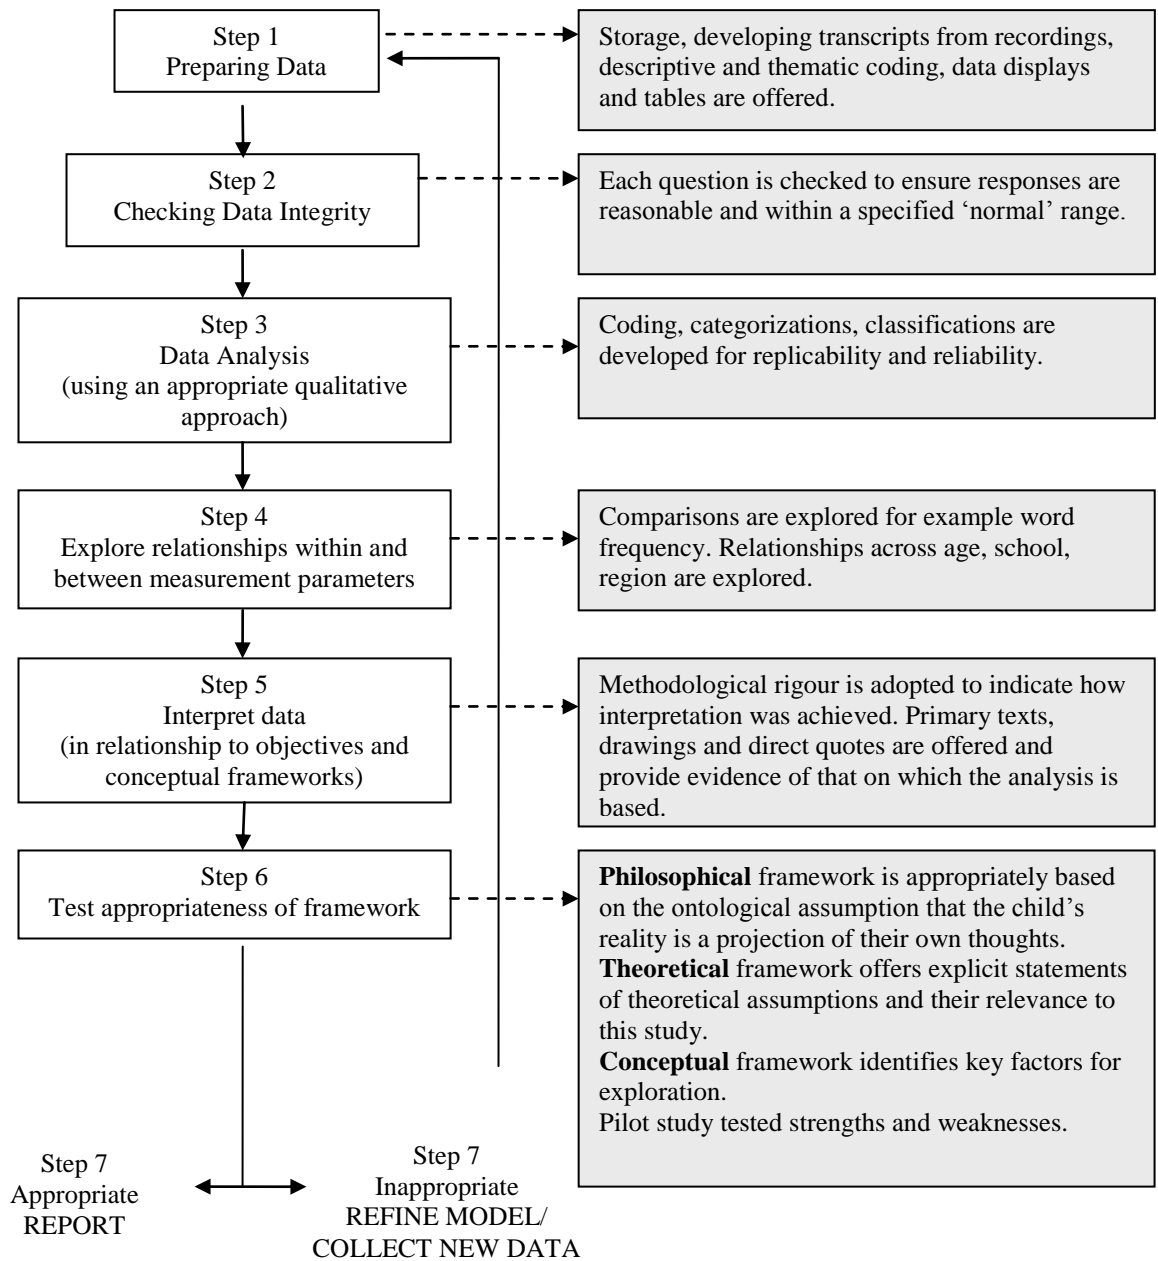 Step 1
Preparing Data
Storage, developing transcripts from recordings,
descriptive and thematic coding, data displays
and tables are offered.
Step 2
Checking Data Integrity
Each question is checked to ensure responses are
reasonable and within a specified ‘normal’ range.
Step 3
Data Analysis
(using an appropriate qualitative
approach)
Coding, categorizations, classifications are
developed for replicability and reliability.
Step 4
Explore relationships within and
between measurement parameters
Comparisons are explored for example word
frequency. Relationships across age, school,
region are explored.
Step 5
Interpret data
(in relationship to objectives and
conceptual frameworks)
Methodological rigour is adopted to indicate how
interpretation was achieved. Primary texts,
drawings and direct quotes are offered and
provide evidence of that on which the analysis is
based.
Step 6
Test appropriateness of framework
Philosophical framework is appropriately based
on the ontological assumption that the child’s
reality is a projection of their own thoughts.
Theoretical framework offers explicit statements
of theoretical assumptions and their relevance to
this study.
Conceptual framework identifies key factors for
exploration.
Pilot study tested strengths and weaknesses.
Step 7
Appropriate
REPORT
Step 7
Inappropriate
REFINE MODEL/
COLLECT NEW DATA